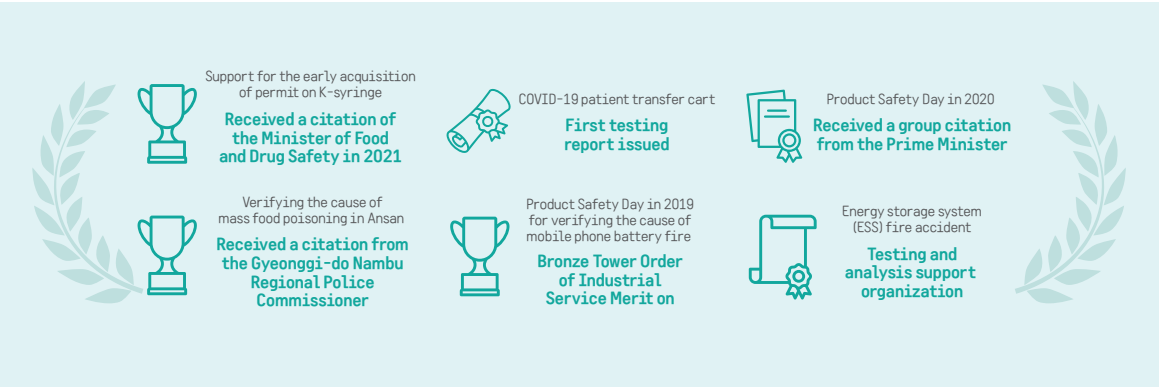 Support for the early acquisition
of permit on K-syringe
Received a citation of
the Minister of Food
and Drug Safety in 2021
COVID-19 patient transfer cart
First testing
report issued
Product Safety Day in 2020
Received a group citation
from the Prime Minister
Verifying the cause of
mass food poisoning in Ansan
Received a citation from
the Gyeonggi-do Nambu
Regional Police
Commissioner
Product Safety Day in 2019
for verifying the cause of
mobile phone battery fire
Bronze Tower Order
of Industrial
Service Merit on
Energy storage system
(ESS) fire accident
Testing and
analysis support
organization